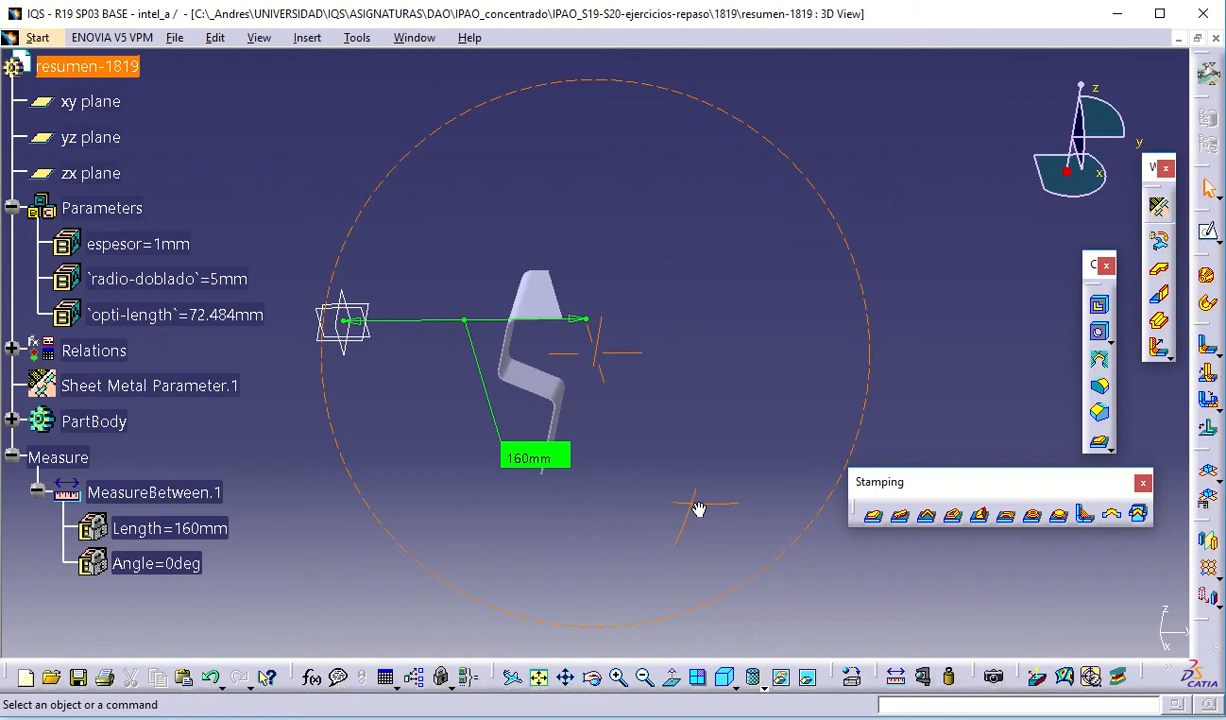 IQS - R19 SP03 BASE - intel_a / - [C:\_Andres\UNIVERSIDAD\IQS\ASIGNATURAS\DAO\IPAO_concentrado\IPAO_S19-S20-ejercicios-repaso\1819\resumen-1819 : 3D View]
Start ENOVIA V5 VPM File Edit View Insert Tools Window Help
resumen-1819
xy plane
yz plane
zx plane
Parameters
espesor=1mm
`radio-doblado`=5mm
`opti-length`=72.484mm
Relations
Sheet Metal Parameter.1
PartBody
Measure
MeasureBetween.1
Length=160mm
Angle=0deg
160mm
z
y
x
W
C
Stamping
z
x
CATIA
Select an object or a command